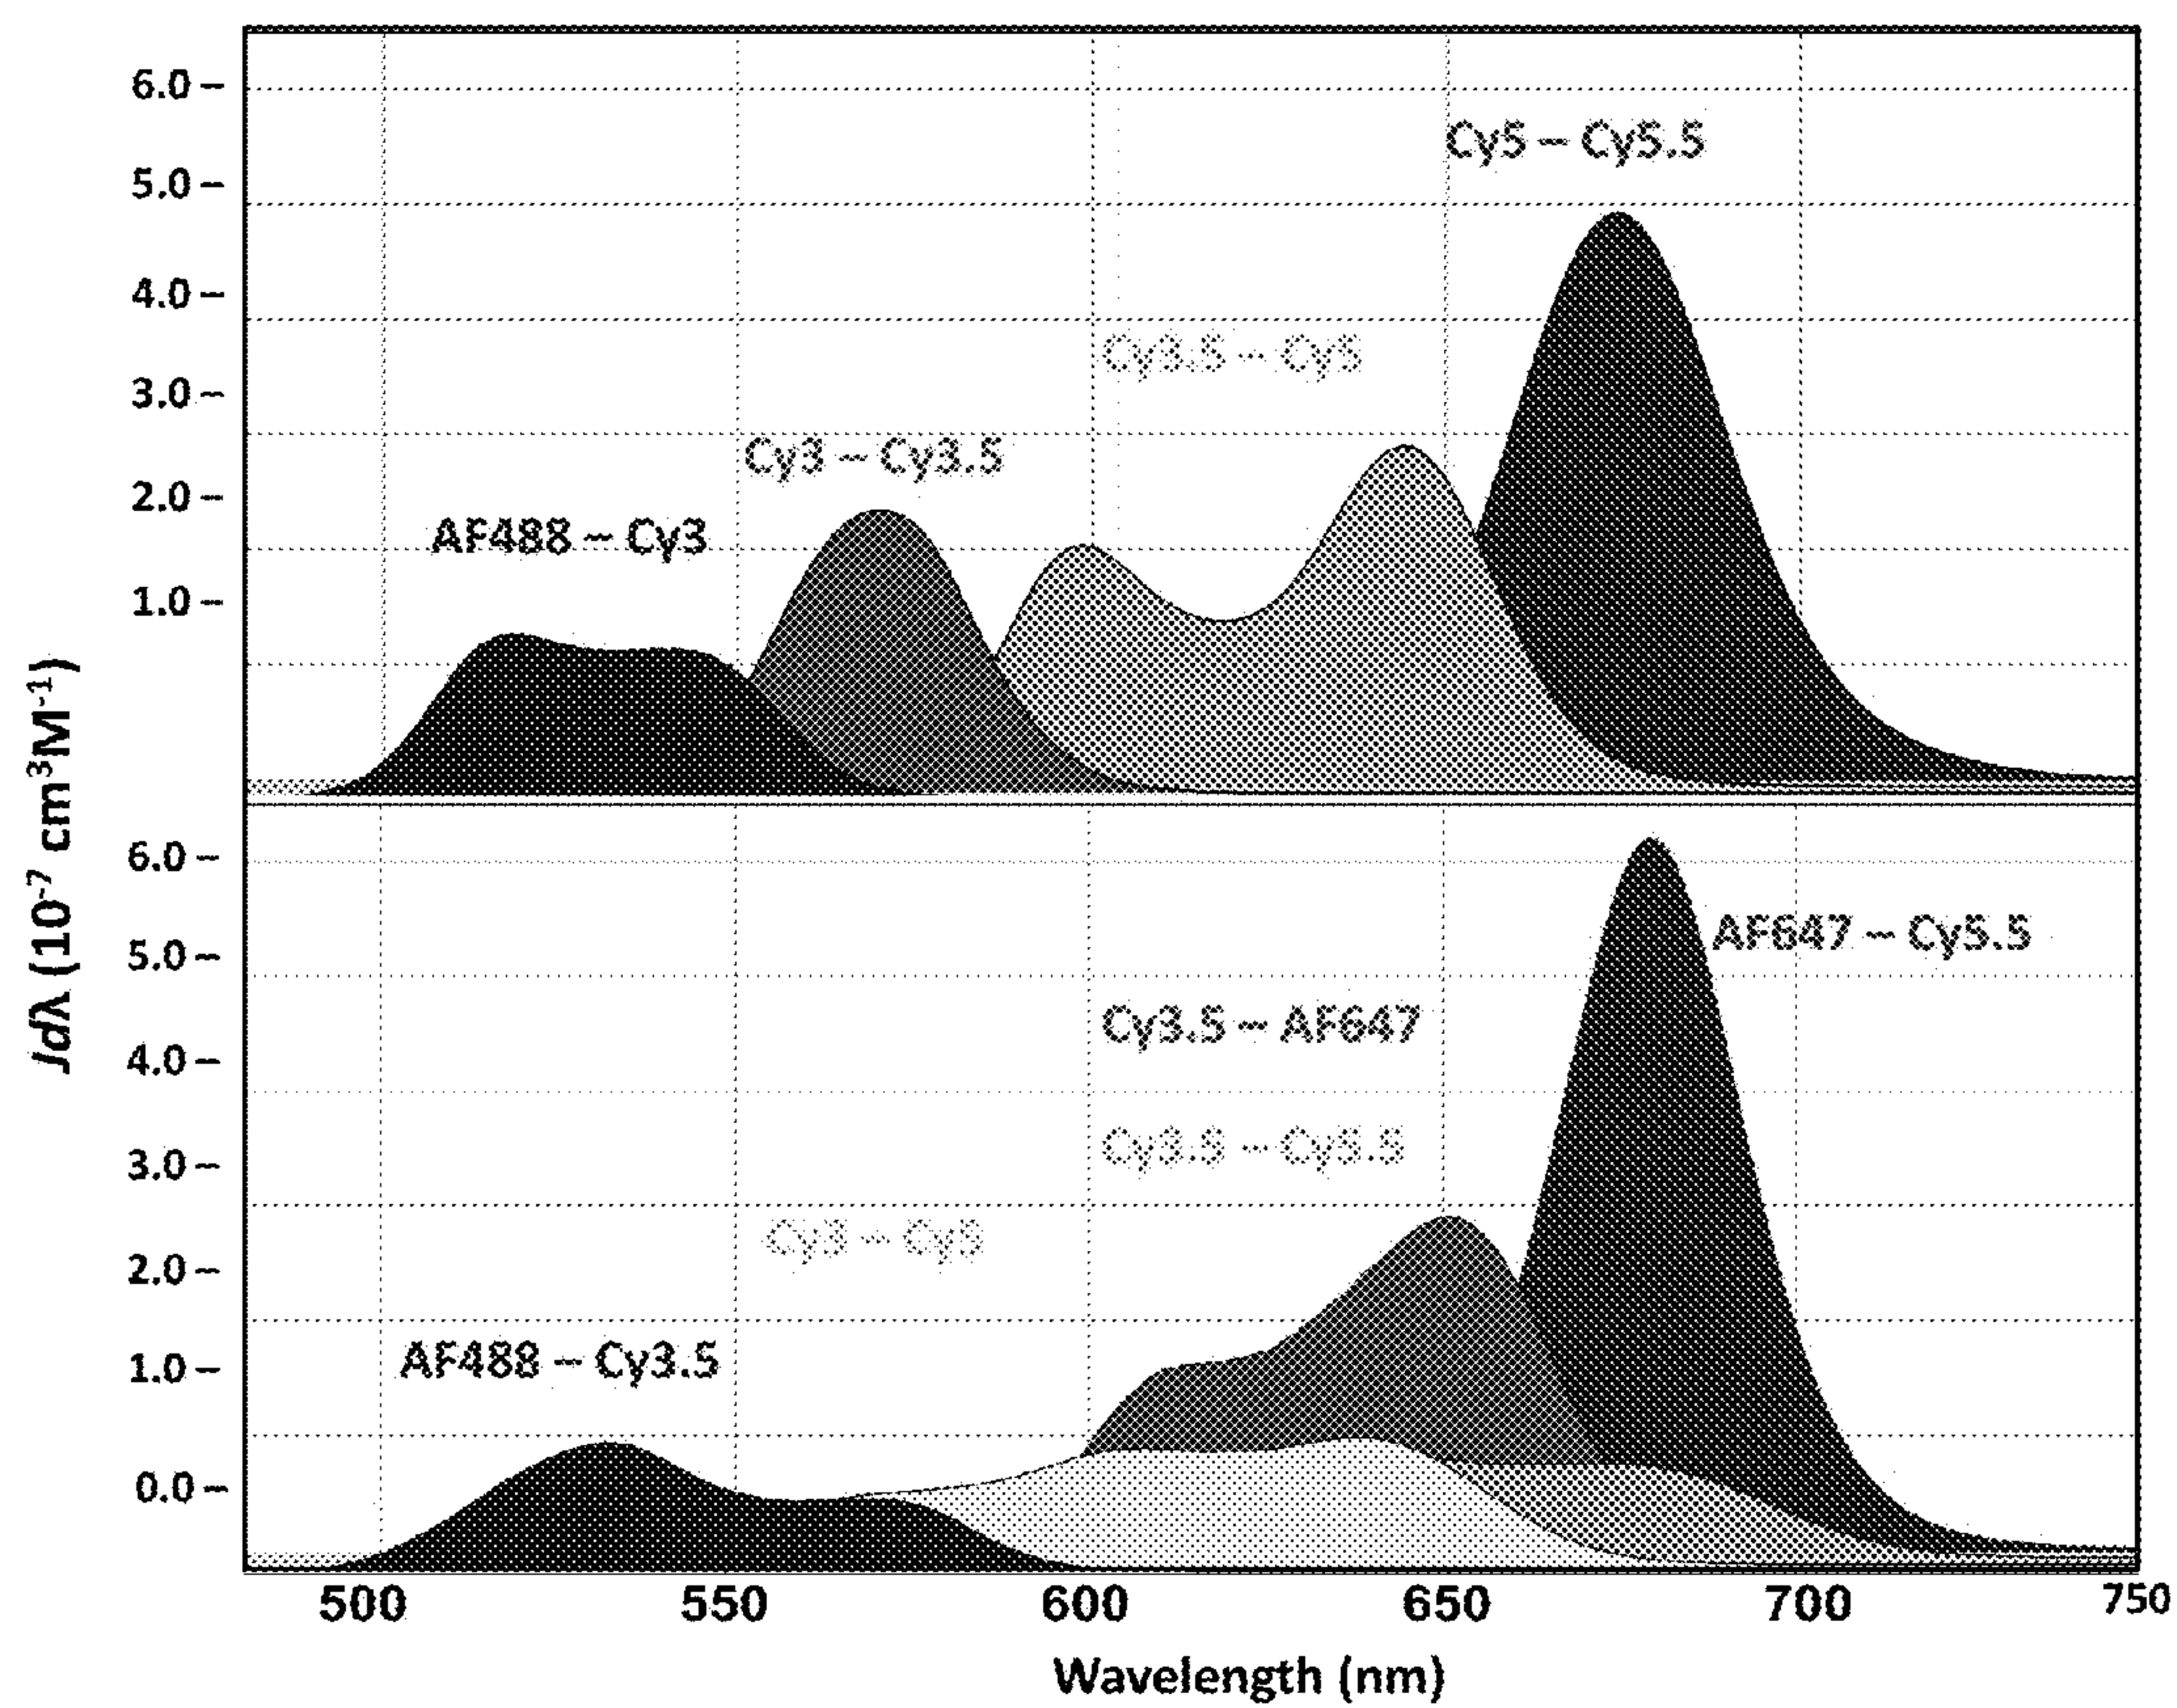 6.0 –
Cy5 – Cy5.5
5.0 –
4.0 –
Cy3.5 – Cy5
3.0 –
Cy3 – Cy3.5
2.0 –
AF488 – Cy3
1.0 –
Jdλ (10⁻⁷ cm³M⁻¹)
6.0 –
AF647 – Cy5.5
5.0 –
Cy3.5 – AF647
4.0 –
Cy3.5 – Cy5.5
3.0 –
Cy3 – Cy5
2.0 –
AF488 – Cy3.5
1.0 –
0.0 –
500 550 600 650 700 750
Wavelength (nm)